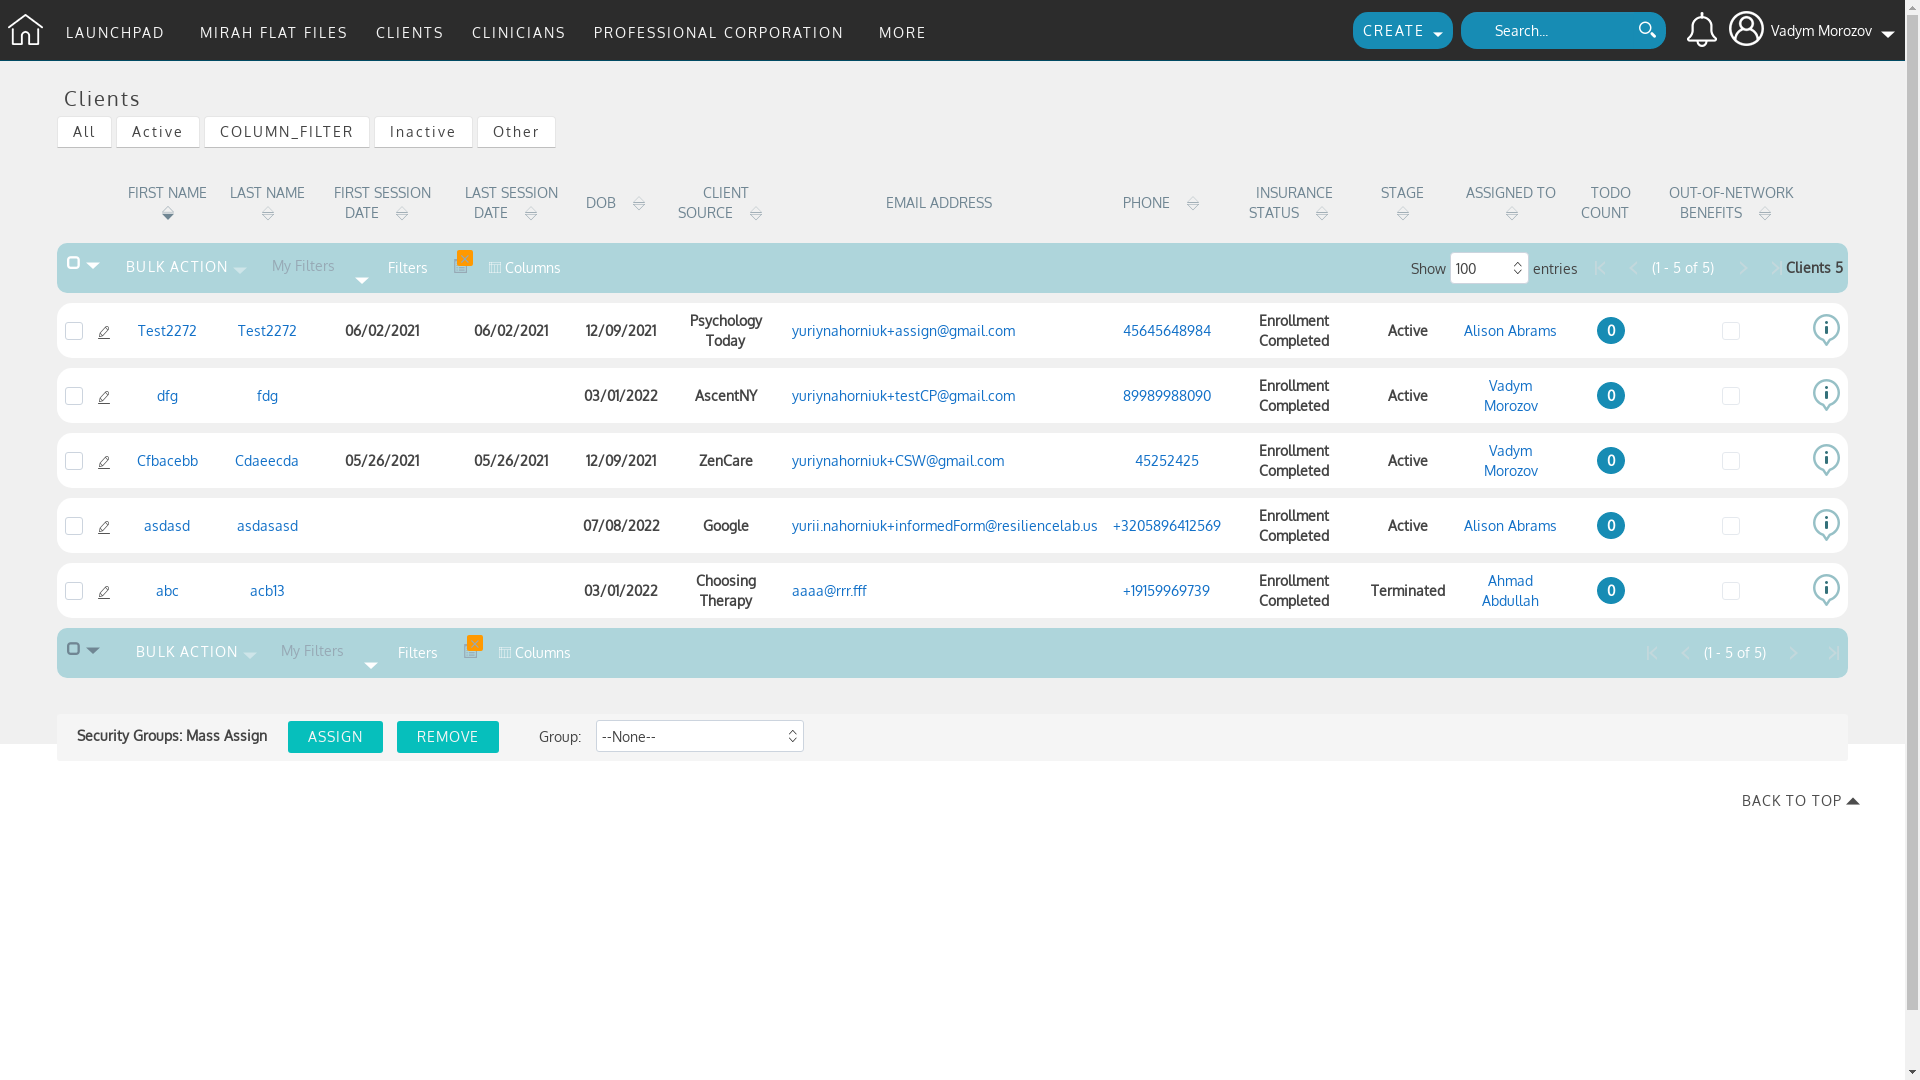 LAUNCHPAD MIRAH FLAT FILES CLIENTS CLINICIANS PROFESSIONAL CORPORATION MORE CREATE Search... Vadym Morozov
Clients
All Active COLUMN_FILTER Inactive Other
FIRST NAME LAST NAME FIRST SESSION DATE LAST SESSION DATE DOB CLIENT SOURCE EMAIL ADDRESS PHONE INSURANCE STATUS STAGE ASSIGNED TO TODO COUNT OUT-OF-NETWORK BENEFITS
BULK ACTION My Filters Filters Columns Show 100 entries (1 - 5 of 5) Clients 5
Test2272 Test2272 06/02/2021 06/02/2021 12/09/2021 Psychology Today yuriynahorniuk+assign@gmail.com 45645648984 Enrollment Completed Active Alison Abrams 0
dfg fdg 03/01/2022 AscentNY yuriynahorniuk+testCP@gmail.com 89989988090 Enrollment Completed Active Vadym Morozov 0
Cfbacebb Cdaeecda 05/26/2021 05/26/2021 12/09/2021 ZenCare yuriynahorniuk+CSW@gmail.com 45252425 Enrollment Completed Active Vadym Morozov 0
asdasd asdasasd 07/08/2022 Google yurii.nahorniuk+informedForm@resiliencelab.us +3205896412569 Enrollment Completed Active Alison Abrams 0
abc acb13 03/01/2022 Choosing Therapy aaaa@rrr.fff +19159969739 Enrollment Completed Terminated Ahmad Abdullah 0
BULK ACTION My Filters Filters Columns (1 - 5 of 5)
Security Groups: Mass Assign ASSIGN REMOVE Group: --None--
BACK TO TOP